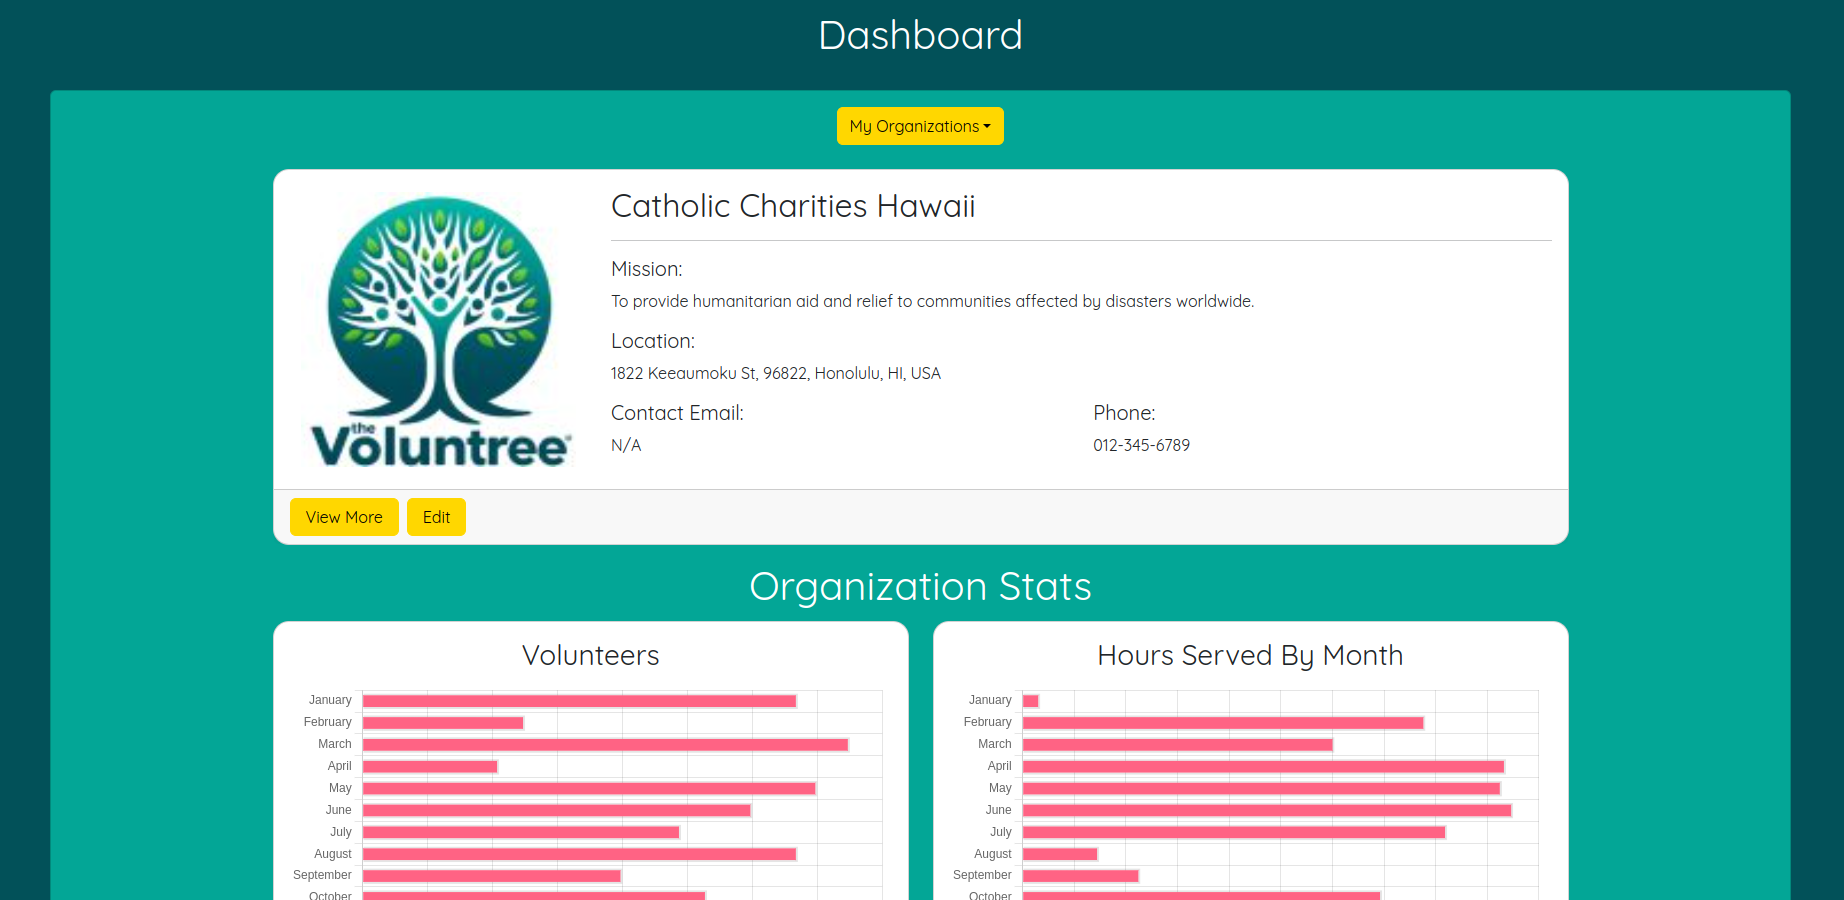 Dashboard
My Organizations
the
Voluntree
Catholic Charities Hawaii
Mission:
To provide humanitarian aid and relief to communities affected by disasters worldwide.
Location:
1822 Keeaumoku St, 96822, Honolulu, HI, USA
Contact Email:
N/A
Phone:
012-345-6789
View More
Edit
Organization Stats
Volunteers
January
February
March
April
May
June
July
August
September
October
Hours Served By Month
January
February
March
April
May
June
July
August
September
October